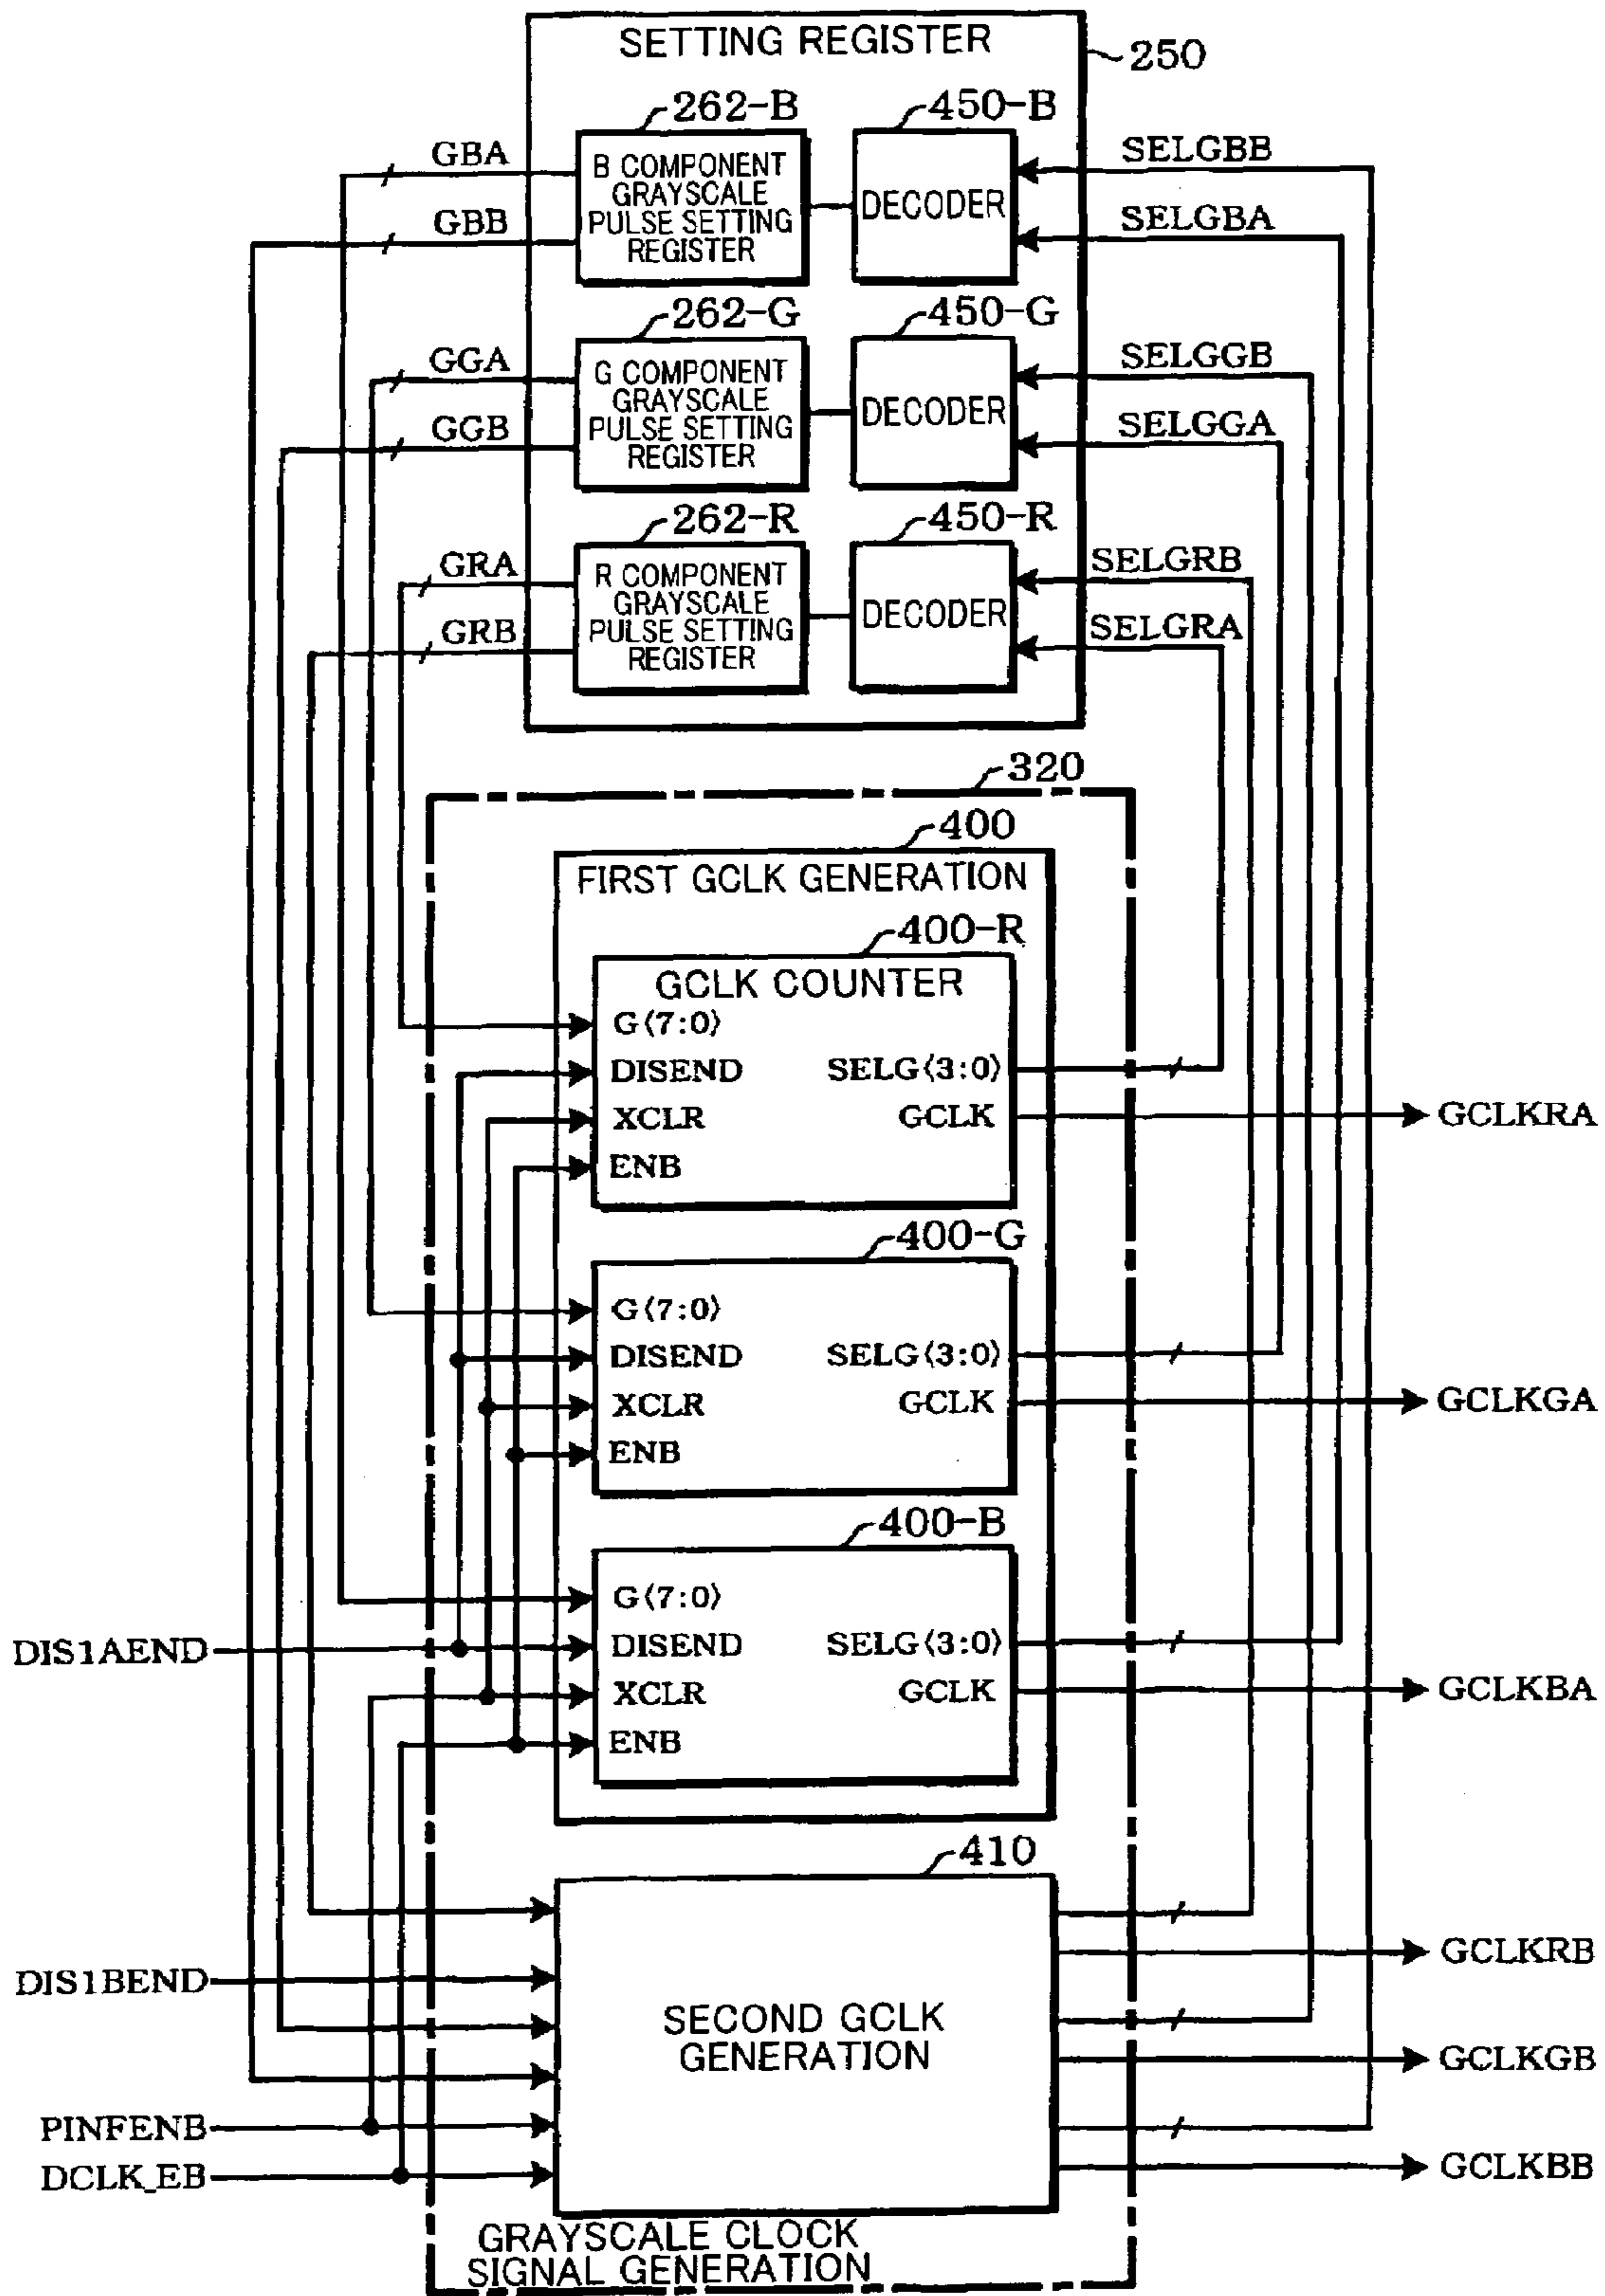 SETTING REGISTER
250
262-B
450-B
GBA
B COMPONENT
GRAYSCALE
PULSE SETTING
REGISTER
DECODER
SELGBB
GBB
SELGBA
262-G
450-G
GGA
G COMPONENT
GRAYSCALE
PULSE SETTING
REGISTER
DECODER
SELGGB
GGB
SELGGA
262-R
450-R
GRA
R COMPONENT
GRAYSCALE
PULSE SETTING
REGISTER
DECODER
SELGRB
GRB
SELGRA
320
400
FIRST GCLK GENERATION
400-R
GCLK COUNTER
G⟨7:0⟩
DISEND
SELG⟨3:0⟩
XCLR
GCLK
GCLKRA
ENB
400-G
G⟨7:0⟩
DISEND
SELG⟨3:0⟩
XCLR
GCLK
GCLKGA
ENB
400-B
G⟨7:0⟩
DIS1AEND
DISEND
SELG⟨3:0⟩
XCLR
GCLK
GCLKBA
ENB
410
GCLKRB
DIS1BEND
SECOND GCLK
GENERATION
GCLKGB
PINFENB
DCLK_EB
GCLKBB
GRAYSCALE CLOCK
SIGNAL GENERATION